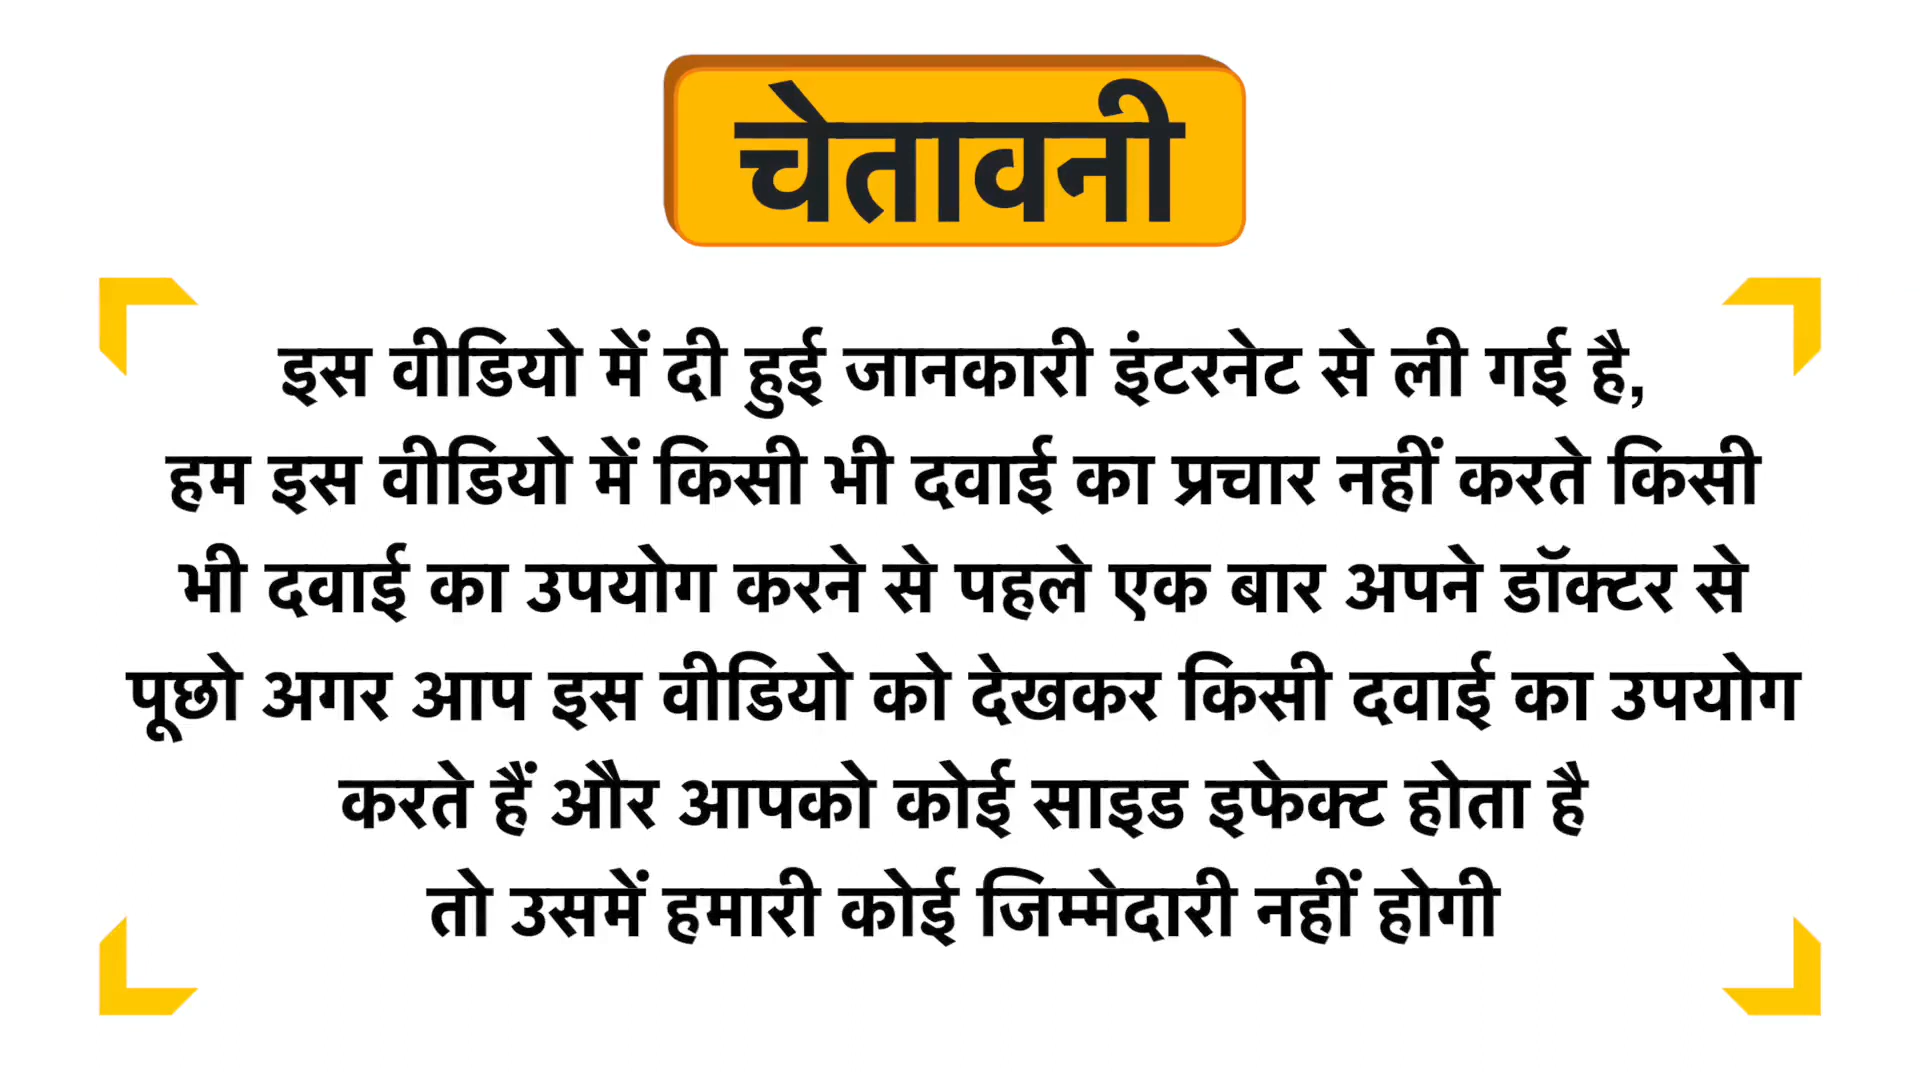 चेतावनी
इस वीडियो में दी हुई जानकारी इंटरनेट से ली गई है,
हम इस वीडियो में किसी भी दवाई का प्रचार नहीं करते किसी
भी दवाई का उपयोग करने से पहले एक बार अपने डॉक्टर से
पूछो अगर आप इस वीडियो को देखकर किसी दवाई का उपयोग
करते हैं और आपको कोई साइड इफेक्ट होता है
तो उसमें हमारी कोई जिम्मेदारी नहीं होगी